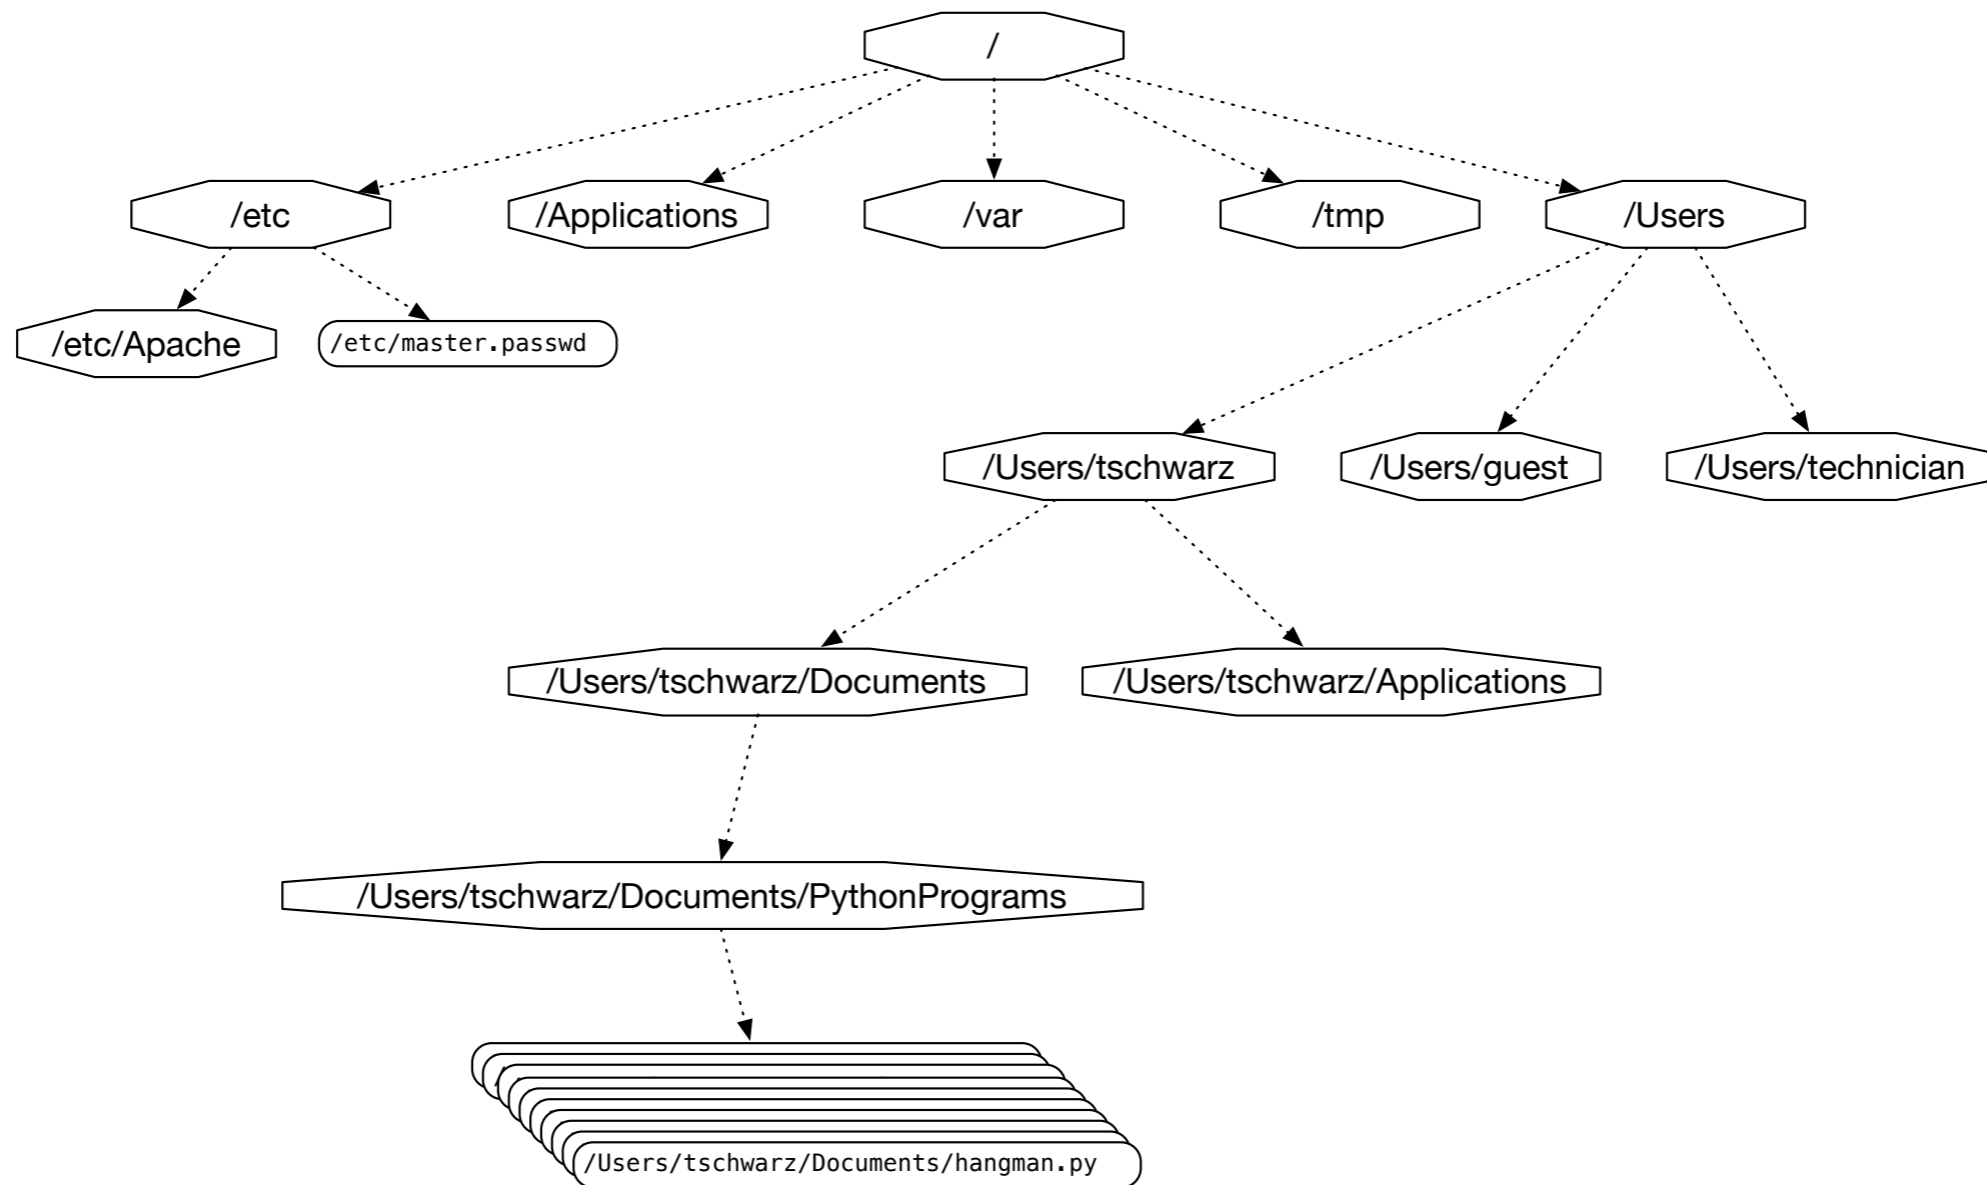 /
/etc
/Applications
/var
/tmp
/Users
/etc/Apache
/etc/master.passwd
/Users/tschwarz
/Users/guest
/Users/technician
/Users/tschwarz/Documents
/Users/tschwarz/Applications
/Users/tschwarz/Documents/PythonPrograms
/Users/tschwarz/Documents/hangman.py